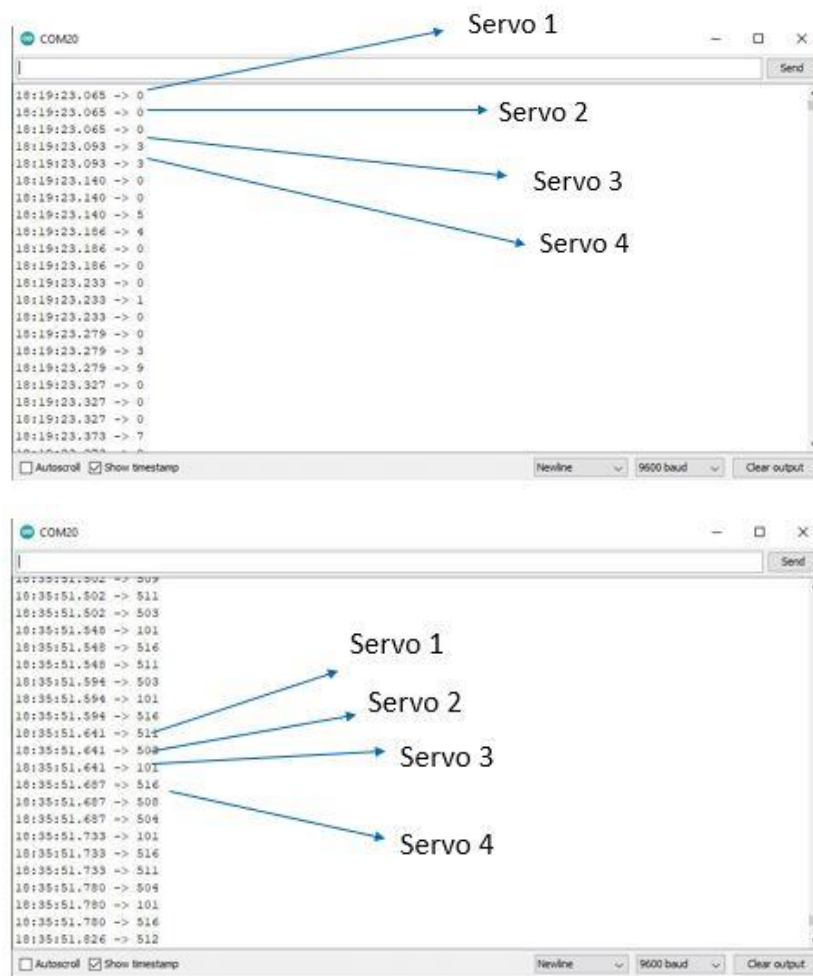 Servo 1
COM20
Send
18:19:23.065 -> 0
18:19:23.065 -> 0
Servo 2
18:19:23.065 -> 0
18:19:23.093 -> 3
18:19:23.093 -> 3
Servo 3
18:19:23.140 -> 0
18:19:23.140 -> 0
18:19:23.140 -> 5
18:19:23.186 -> 4
Servo 4
18:19:23.186 -> 0
18:19:23.186 -> 0
18:19:23.233 -> 0
18:19:23.233 -> 1
18:19:23.233 -> 0
18:19:23.279 -> 0
18:19:23.279 -> 3
18:19:23.279 -> 9
18:19:23.327 -> 0
18:19:23.327 -> 0
18:19:23.327 -> 0
18:19:23.373 -> 7
Autoscroll Show timestamp Newline 9600 baud Clear output
COM20
Send
18:35:51.502 -> 509
18:35:51.502 -> 511
18:35:51.502 -> 503
18:35:51.548 -> 101
18:35:51.548 -> 516
Servo 1
18:35:51.548 -> 511
18:35:51.594 -> 503
18:35:51.594 -> 101
Servo 2
18:35:51.594 -> 516
18:35:51.641 -> 511
18:35:51.641 -> 503
Servo 3
18:35:51.641 -> 101
18:35:51.687 -> 516
18:35:51.687 -> 508
18:35:51.687 -> 504
18:35:51.733 -> 101
18:35:51.733 -> 516
Servo 4
18:35:51.733 -> 511
18:35:51.780 -> 504
18:35:51.780 -> 101
18:35:51.780 -> 516
18:35:51.826 -> 512
Autoscroll Show timestamp Newline 9600 baud Clear output